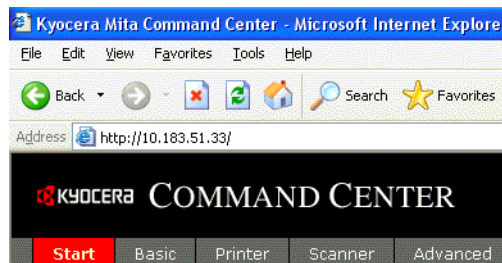 Kyocera Mita Command Center - Microsoft Internet Explore
File Edit View Favorites Tools Help
Back Search Favorites
Address http://10.183.51.33/
KYOCERA COMMAND CENTER
Start Basic Printer Scanner Advanced